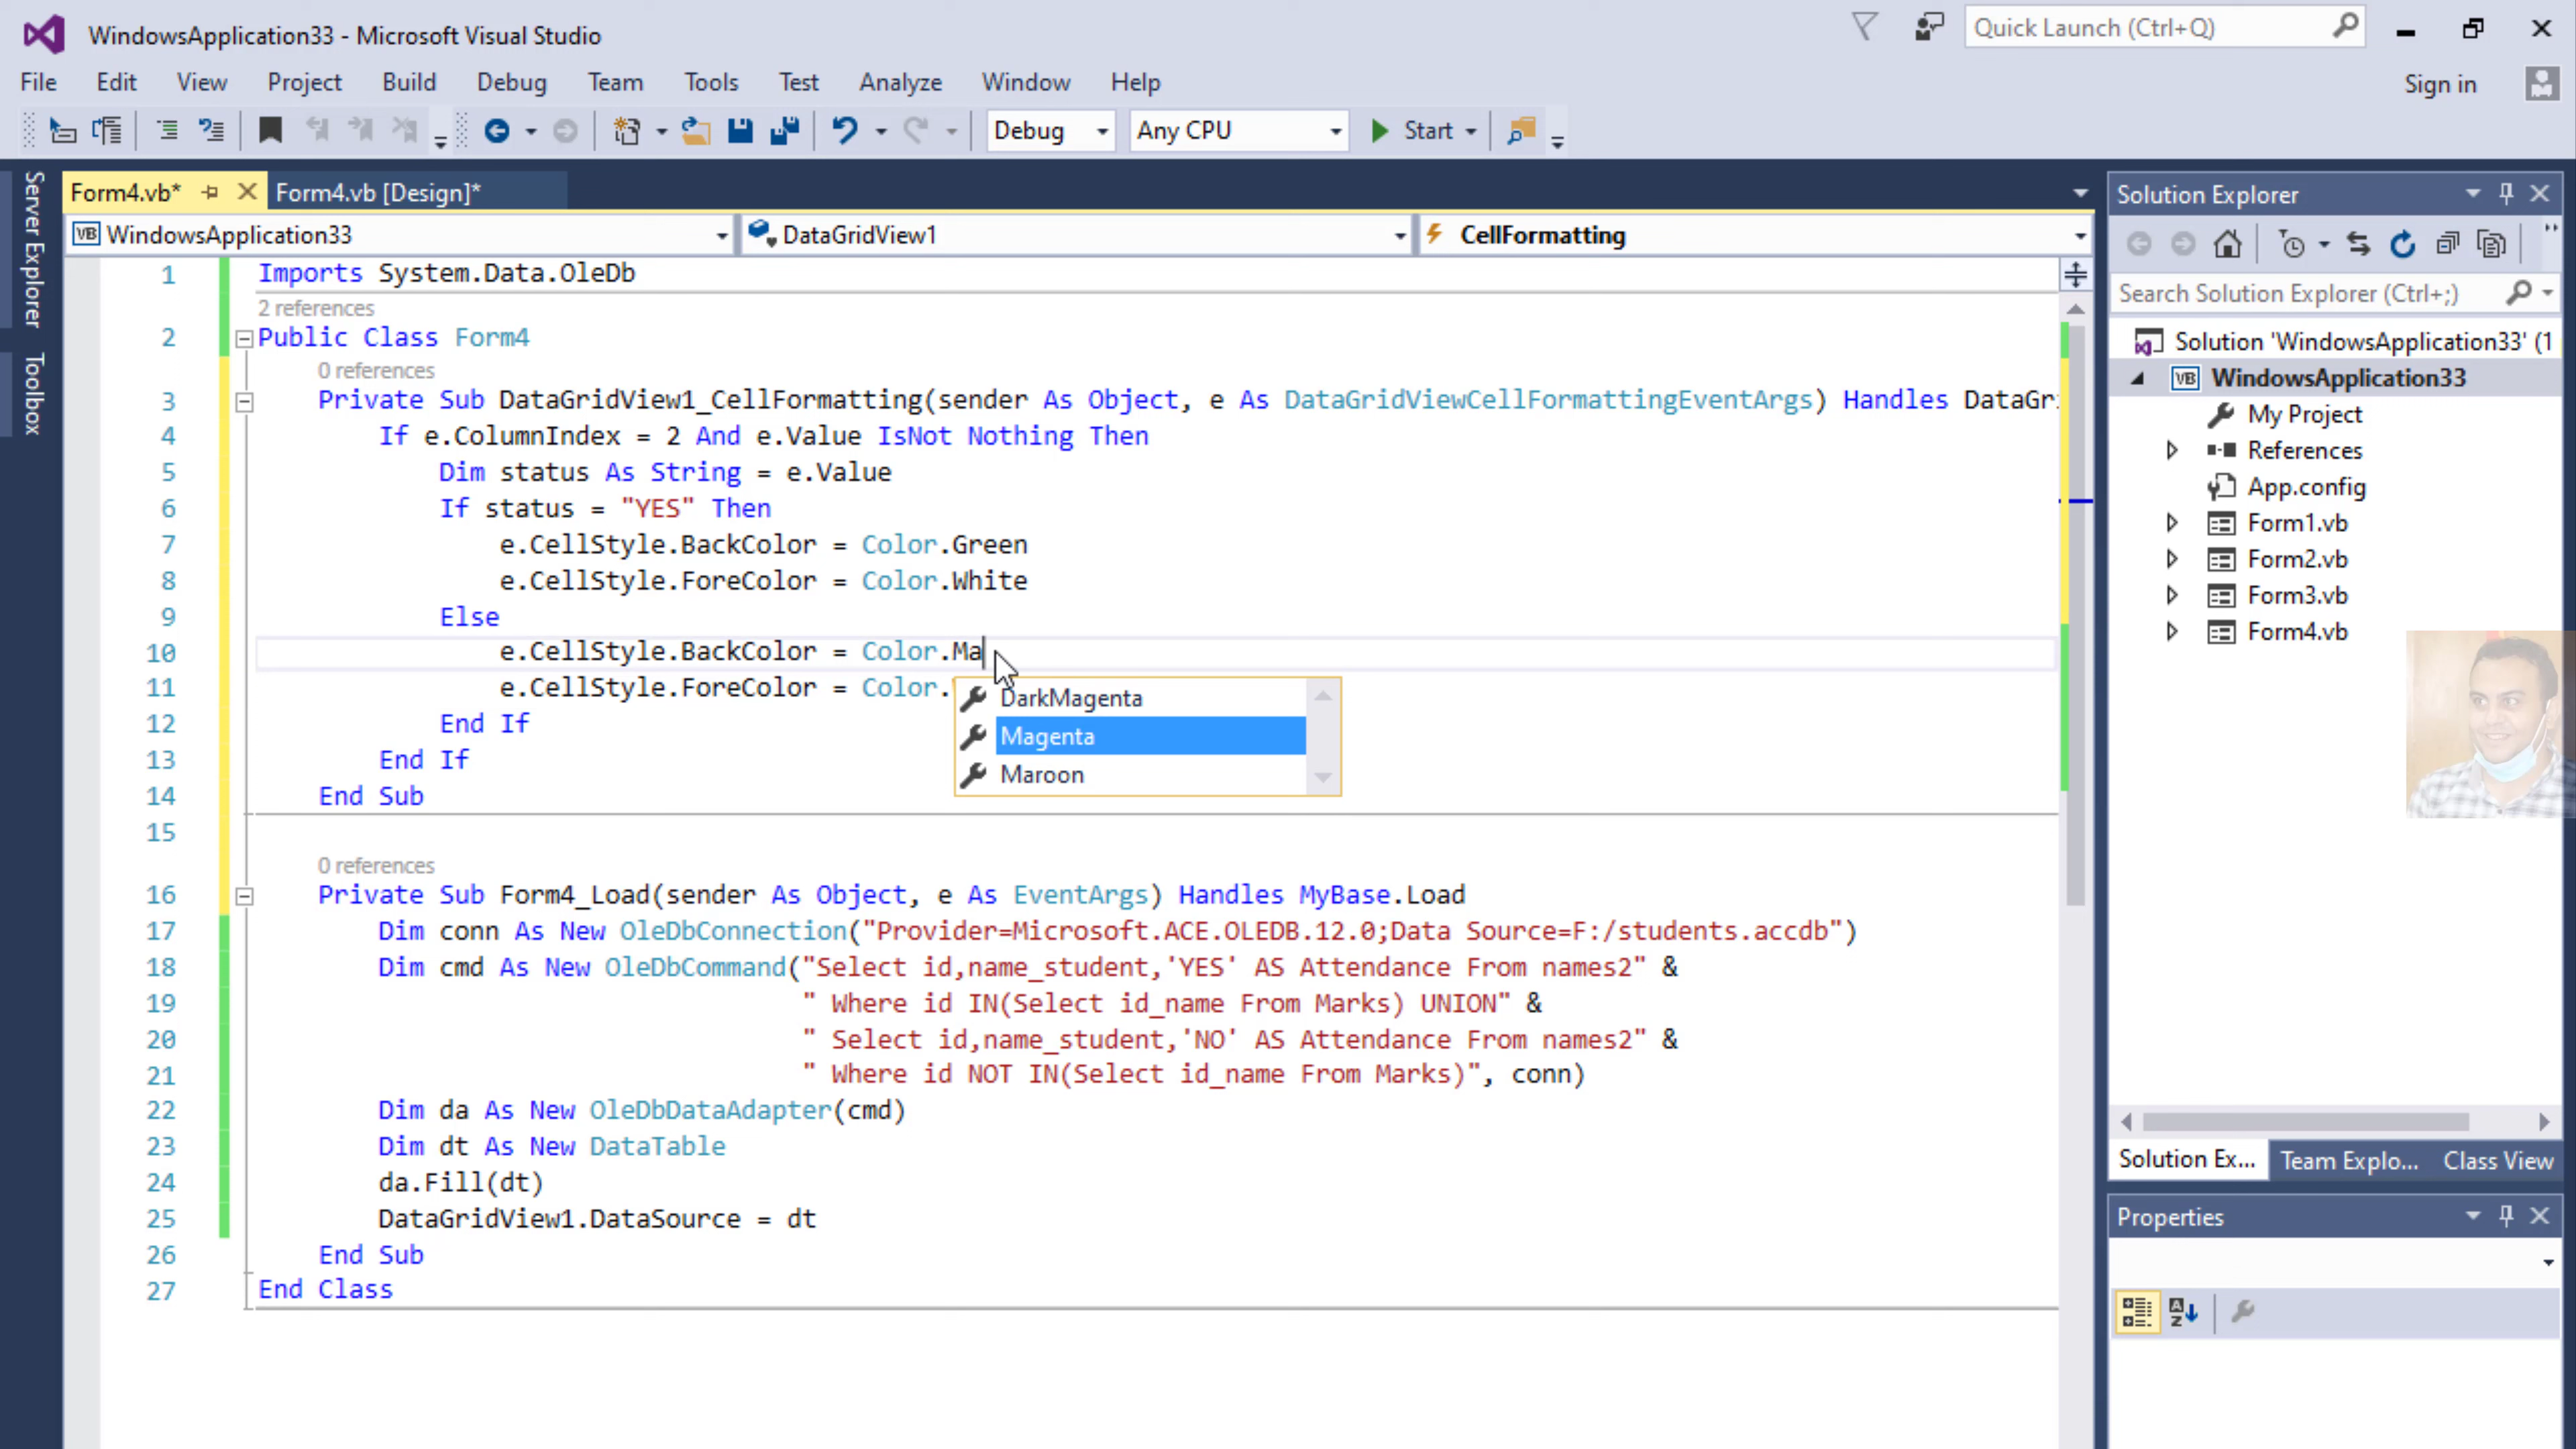 WindowsApplication33 - Microsoft Visual Studio
Quick Launch (Ctrl+Q)
File Edit View Project Build Debug Team Tools Test Analyze Window Help
Sign in
Debug Any CPU Start
Server Explorer
Toolbox
Form4.vb* Form4.vb [Design]*
WindowsApplication33 DataGridView1 CellFormatting
1 Imports System.Data.OleDb
2 references
2 Public Class Form4
0 references
3 Private Sub DataGridView1_CellFormatting(sender As Object, e As DataGridViewCellFormattingEventArgs) Handles DataGr
4 If e.ColumnIndex = 2 And e.Value IsNot Nothing Then
5 Dim status As String = e.Value
6 If status = "YES" Then
7 e.CellStyle.BackColor = Color.Green
8 e.CellStyle.ForeColor = Color.White
9 Else
10 e.CellStyle.BackColor = Color.Ma
11 e.CellStyle.ForeColor = Color.
DarkMagenta
Magenta
Maroon
12 End If
13 End If
14 End Sub
15
0 references
16 Private Sub Form4_Load(sender As Object, e As EventArgs) Handles MyBase.Load
17 Dim conn As New OleDbConnection("Provider=Microsoft.ACE.OLEDB.12.0;Data Source=F:/students.accdb")
18 Dim cmd As New OleDbCommand("Select id,name_student,'YES' AS Attendance From names2" &
19 " Where id IN(Select id_name From Marks) UNION" &
20 " Select id,name_student,'NO' AS Attendance From names2" &
21 " Where id NOT IN(Select id_name From Marks)", conn)
22 Dim da As New OleDbDataAdapter(cmd)
23 Dim dt As New DataTable
24 da.Fill(dt)
25 DataGridView1.DataSource = dt
26 End Sub
27 End Class
Solution Explorer
Search Solution Explorer (Ctrl+;)
Solution 'WindowsApplication33' (1
VB WindowsApplication33
My Project
References
App.config
Form1.vb
Form2.vb
Form3.vb
Form4.vb
Solution Ex... Team Explo... Class View
Properties